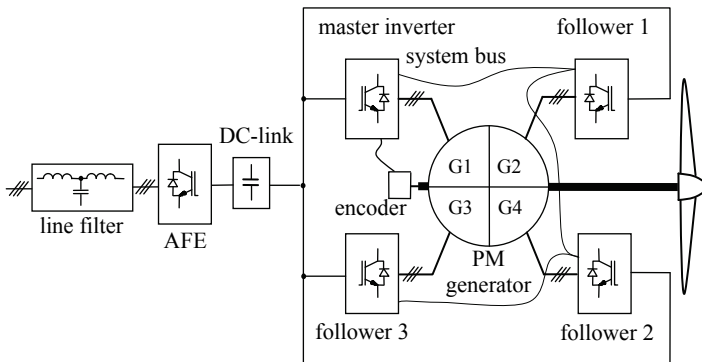 master inverter
follower 1
system bus
DC-link
G1
G2
encoder
G3
G4
line filter
AFE
PM
generator
follower 3
follower 2